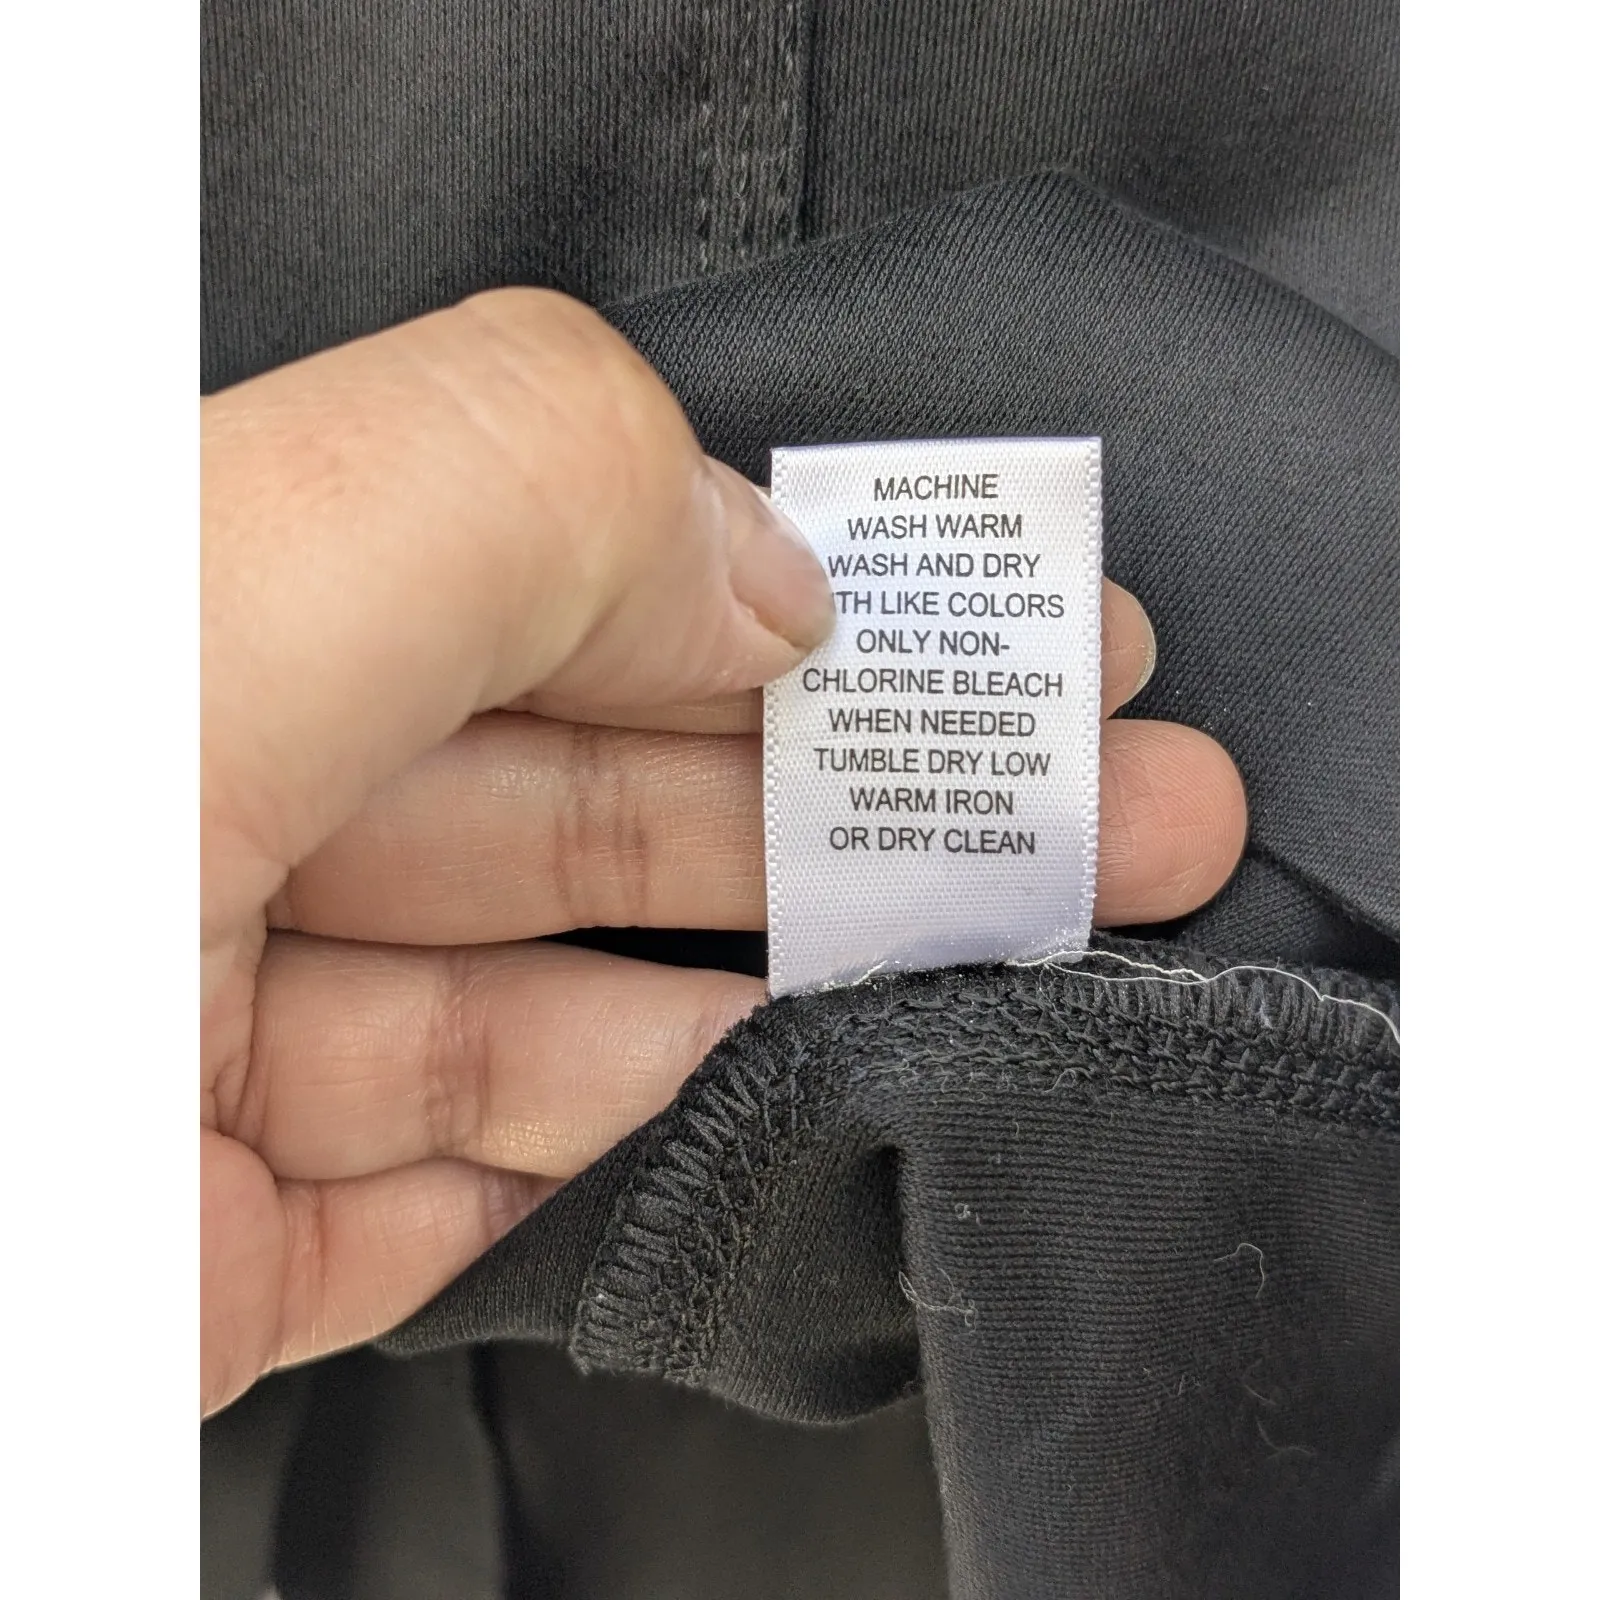 MACHINE
WASH WARM
WASH AND DRY
TH LIKE COLORS
ONLY NON-
CHLORINE BLEACH
WHEN NEEDED
TUMBLE DRY LOW
WARM IRON
OR DRY CLEAN